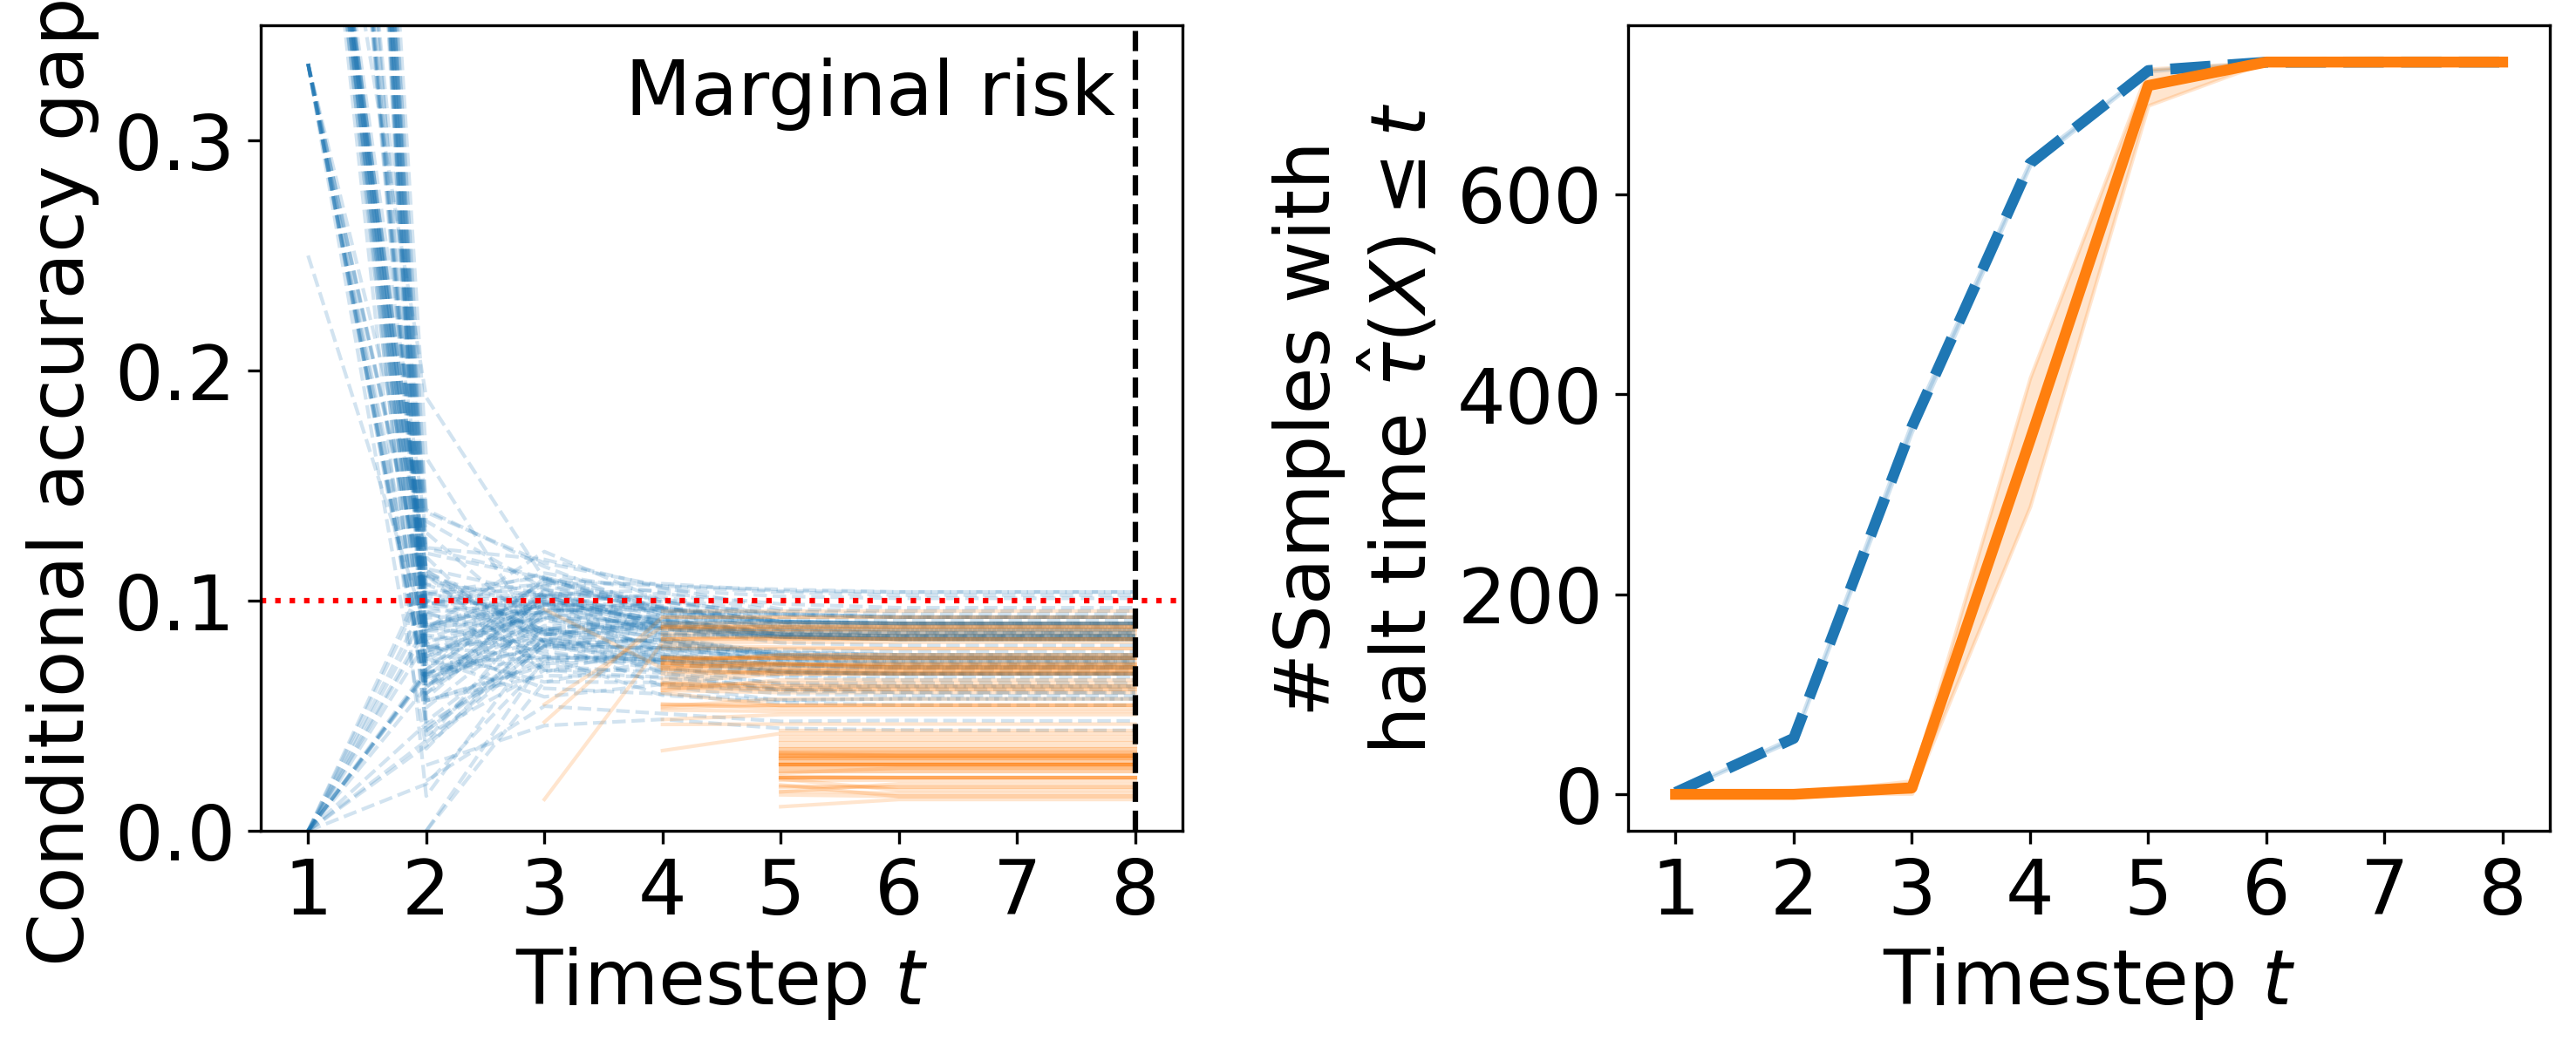 Conditional accuracy gap
0.3
0.2
0.1
0.0
Marginal risk
1 2 3 4 5 6 7 8
Timestep t
#Samples with
halt time τ̂(X) ≤ t
600
400
200
0
1 2 3 4 5 6 7 8
Timestep t